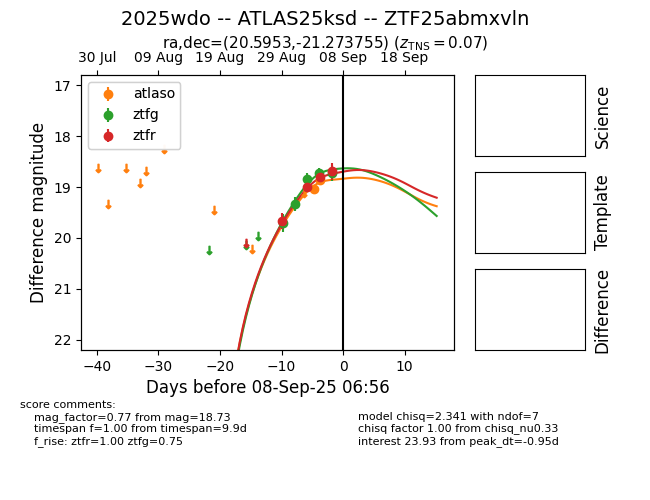 2025wdo -- ATLAS25ksd -- ZTF25abmxvln
ra,dec=(20.5953,-21.273755) (z_TNS = 0.07)
30 Jul 09 Aug 19 Aug 29 Aug 08 Sep 18 Sep
17
18
19
20
21
22
Difference magnitude
atlaso
ztfg
ztfr
−40 −30 −20 −10 0 10
Days before 08-Sep-25 06:56
Science
Template
Difference
score comments:
mag_factor=0.77 from mag=18.73
timespan f=1.00 from timespan=9.9d
f_rise: ztfr=1.00 ztfg=0.75
model chisq=2.341 with ndof=7
chisq factor 1.00 from chisq_nu0.33
interest 23.93 from peak_dt=-0.95d